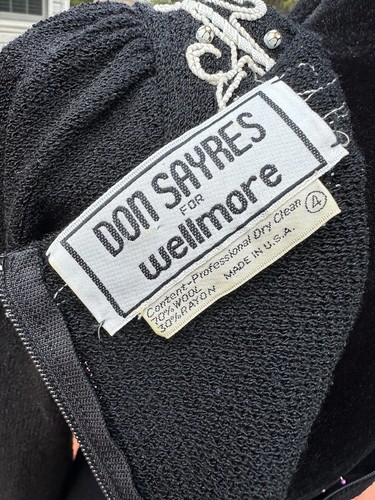 DON SAYRES
FOR
wellmore
Content-Professional Dry Clean
70% WOOL
30% RAYON MADE IN U.S.A.
4